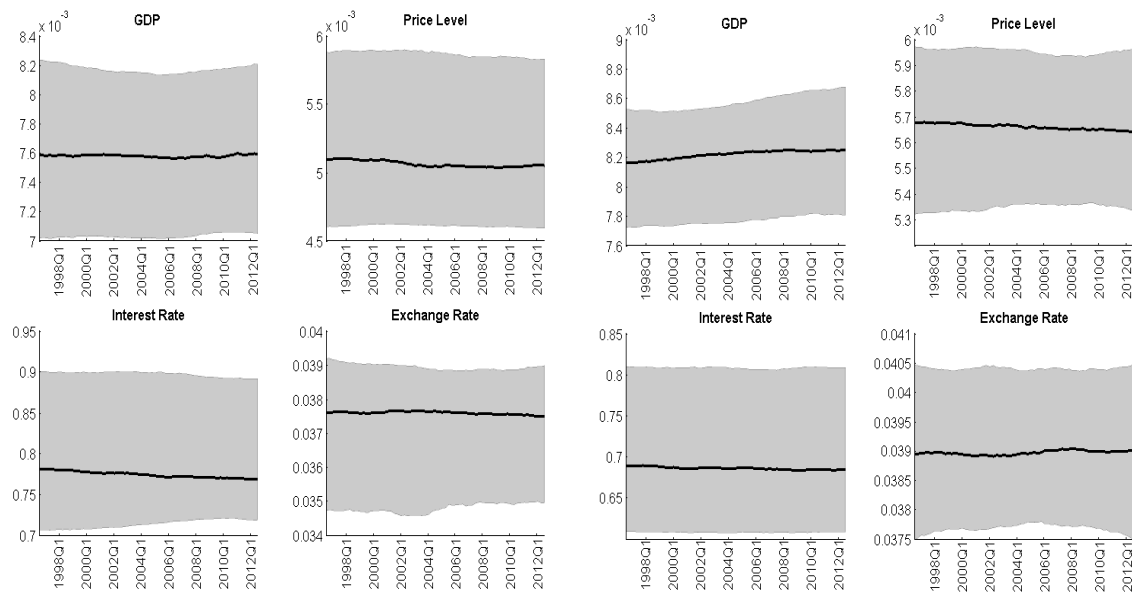 GDP
x 10-3
8.4
8.2
8
7.8
7.6
7.4
7.2
7
1998Q1
2000Q1
2002Q1
2004Q1
2006Q1
2008Q1
2010Q1
2012Q1
Price Level
x 10-3
6
5.5
5
4.5
1998Q1
2000Q1
2002Q1
2004Q1
2006Q1
2008Q1
2010Q1
2012Q1
GDP
x 10-3
9
8.8
8.6
8.4
8.2
8
7.8
7.6
1998Q1
2000Q1
2002Q1
2004Q1
2006Q1
2008Q1
2010Q1
2012Q1
Price Level
x 10-3
6
5.9
5.8
5.7
5.6
5.5
5.4
5.3
1998Q1
2000Q1
2002Q1
2004Q1
2006Q1
2008Q1
2010Q1
2012Q1
Interest Rate
0.95
0.9
0.85
0.8
0.75
0.7
1998Q1
2000Q1
2002Q1
2004Q1
2006Q1
2008Q1
2010Q1
2012Q1
Exchange Rate
0.04
0.039
0.038
0.037
0.036
0.035
0.034
1998Q1
2000Q1
2002Q1
2004Q1
2006Q1
2008Q1
2010Q1
2012Q1
Interest Rate
0.85
0.8
0.75
0.7
0.65
1998Q1
2000Q1
2002Q1
2004Q1
2006Q1
2008Q1
2010Q1
2012Q1
Exchange Rate
0.041
0.0405
0.04
0.0395
0.039
0.0385
0.038
0.0375
1998Q1
2000Q1
2002Q1
2004Q1
2006Q1
2008Q1
2010Q1
2012Q1